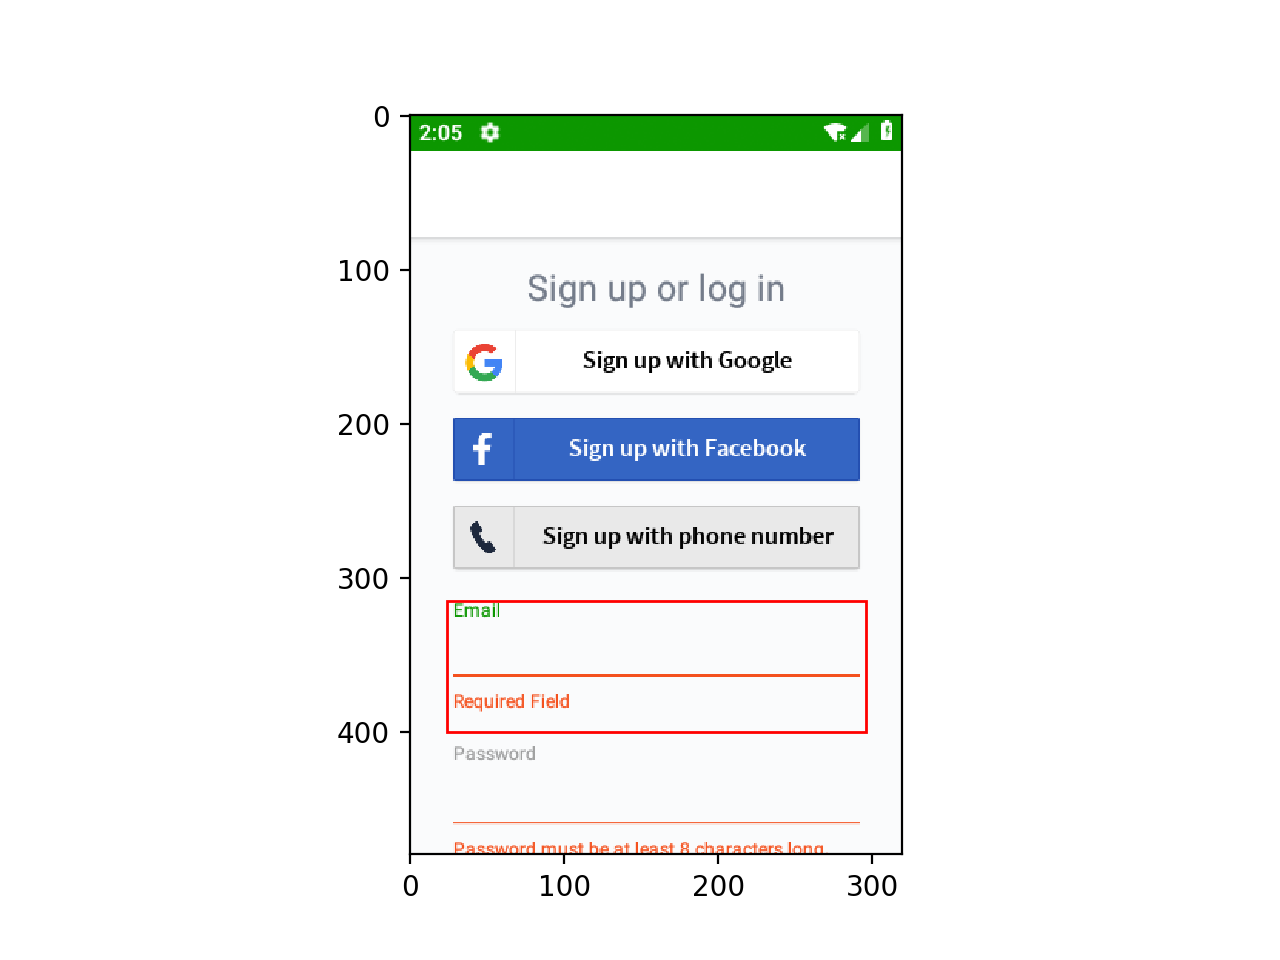 0
2:05
100
Sign up or log in
Sign up with Google
200
f Sign up with Facebook
Sign up with phone number
300
Email
Required Field
400
Password
Password must be at least 8 characters long
0 100 200 300